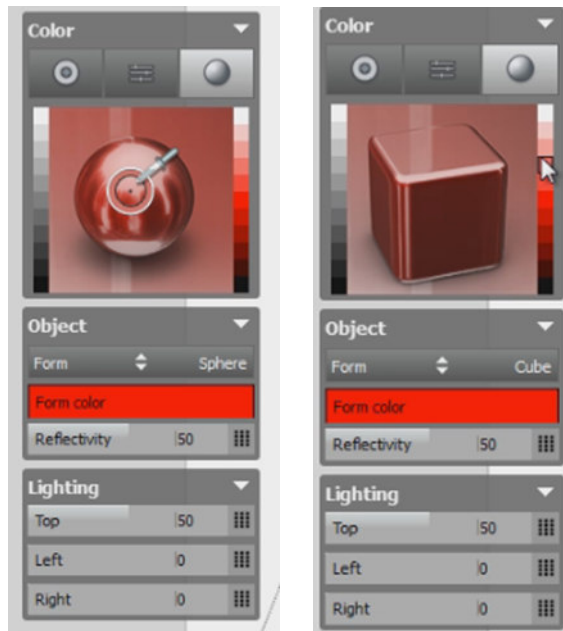 Color
Object
Form Sphere
Form color
Reflectivity 50
Lighting
Top 50
Left 0
Right 0
Color
Object
Form Cube
Form color
Reflectivity 50
Lighting
Top 50
Left 0
Right 0